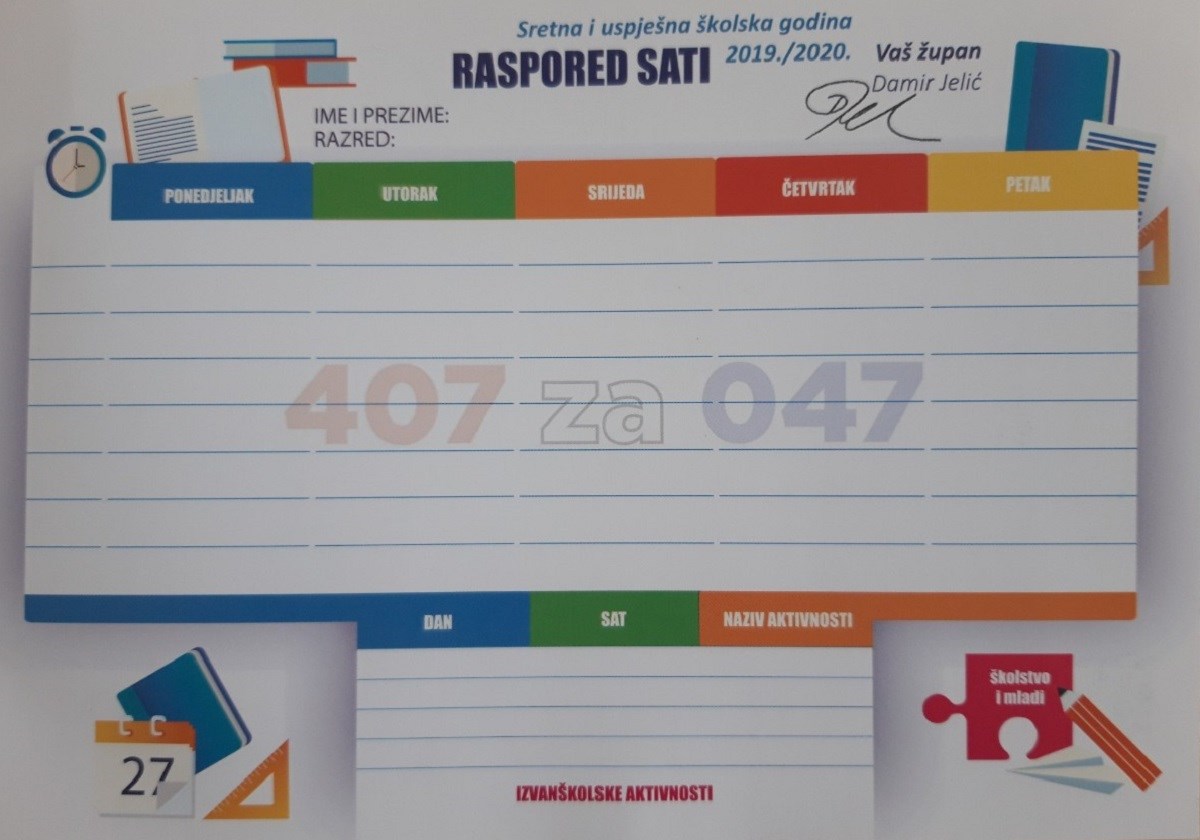 Sretna i uspješna školska godina
RASPORED SATI 2019./2020. Vaš župan
Damir Jelić
IME I PREZIME:
RAZRED:
PONEDJELJAK UTORAK SRIJEDA ČETVRTAK PETAK
407 za 047
DAN SAT NAZIV AKTIVNOSTI
školstvo
i mladi
27
IZVANŠKOLSKE AKTIVNOSTI